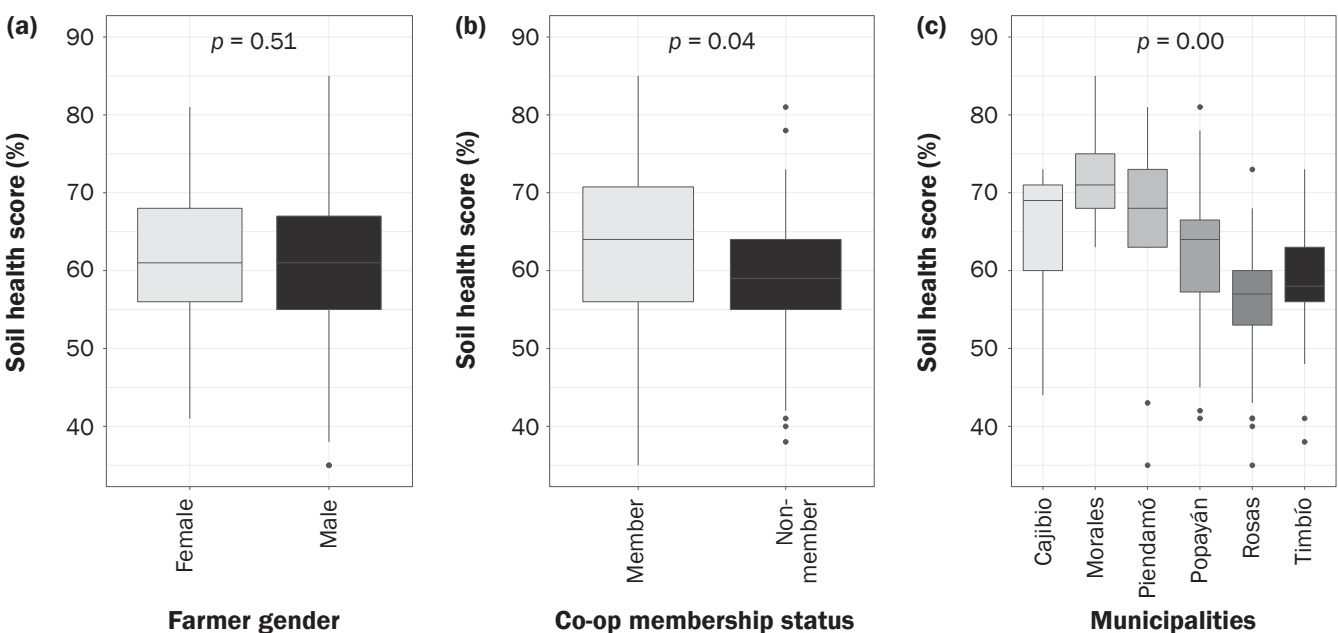 (a)
Soil health score (%)
90
80
70
60
50
40
p = 0.51
Female
Male
Farmer gender
(b)
Soil health score (%)
90
80
70
60
50
40
p = 0.04
Member
Non-
member
Co-op membership status
(c)
Soil health score (%)
90
80
70
60
50
40
p = 0.00
Cajibio
Morales
Piendamó
Popayán
Rosas
Timbío
Municipalities